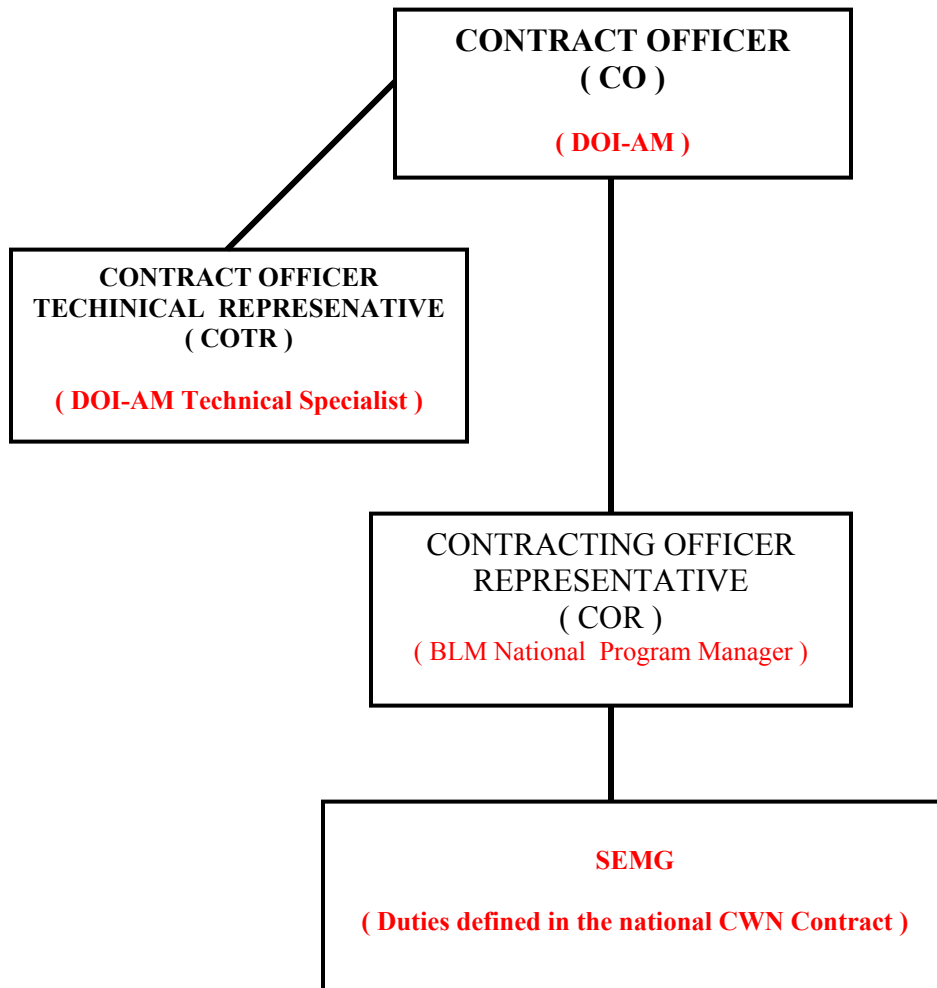 CONTRACT OFFICER
( CO )
( DOI-AM )
CONTRACT OFFICER
TECHINICAL REPRESENATIVE
( COTR )
( DOI-AM Technical Specialist )
CONTRACTING OFFICER
REPRESENTATIVE
( COR )
( BLM National Program Manager )
SEMG
( Duties defined in the national CWN Contract )